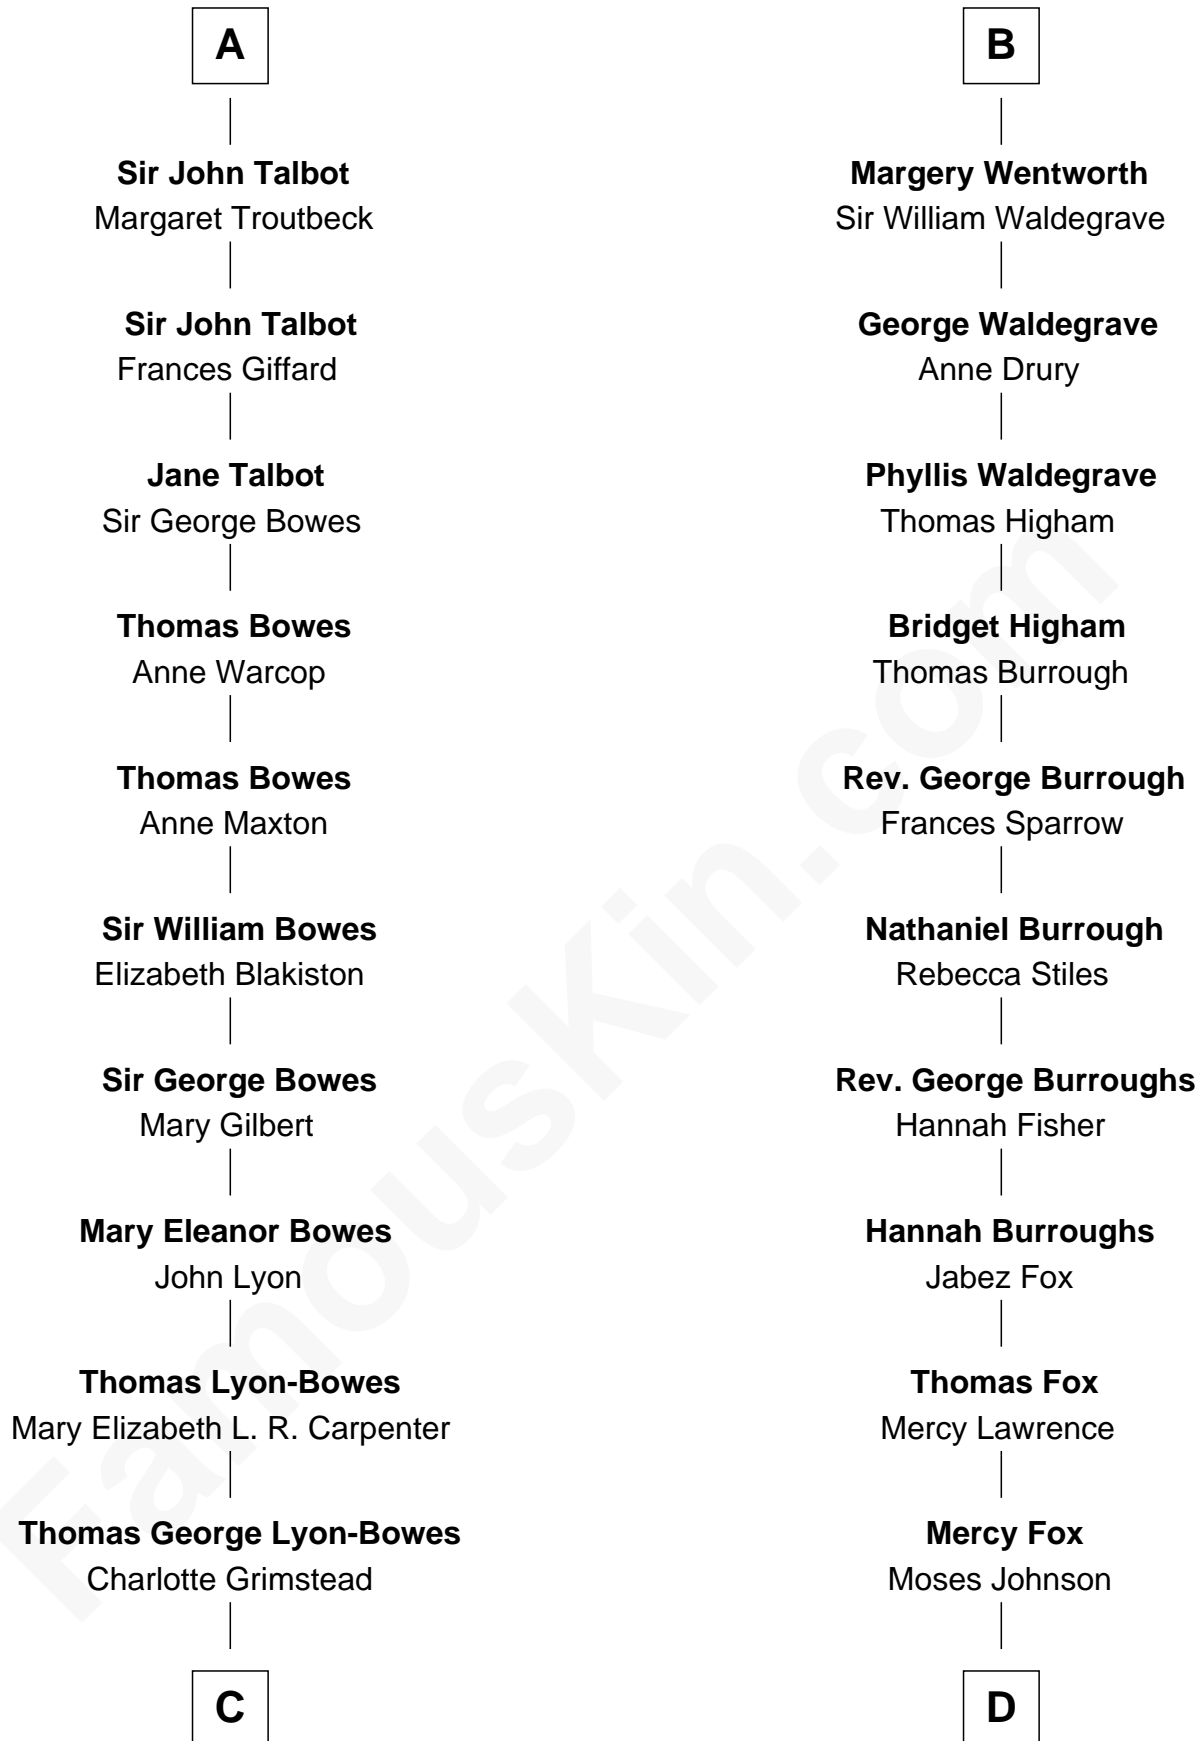 A
Sir John Talbot
Margaret Troutbeck
Sir John Talbot
Frances Giffard
Jane Talbot
Sir George Bowes
Thomas Bowes
Anne Warcop
Thomas Bowes
Anne Maxton
Sir William Bowes
Elizabeth Blakiston
Sir George Bowes
Mary Gilbert
Mary Eleanor Bowes
John Lyon
Thomas Lyon-Bowes
Mary Elizabeth L. R. Carpenter
Thomas George Lyon-Bowes
Charlotte Grimstead
C
B
Margery Wentworth
Sir William Waldegrave
George Waldegrave
Anne Drury
Phyllis Waldegrave
Thomas Higham
Bridget Higham
Thomas Burrough
Rev. George Burrough
Frances Sparrow
Nathaniel Burrough
Rebecca Stiles
Rev. George Burroughs
Hannah Fisher
Hannah Burroughs
Jabez Fox
Thomas Fox
Mercy Lawrence
Mercy Fox
Moses Johnson
D
FamousKin.com